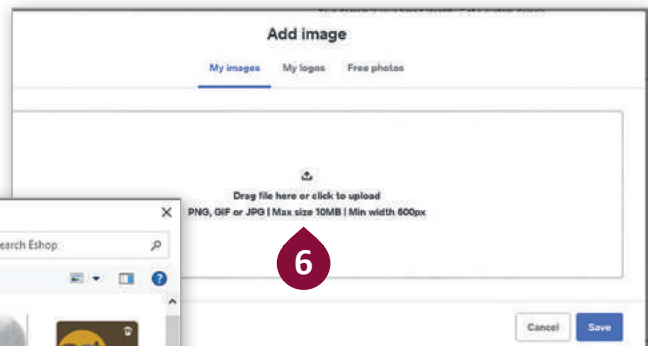 Add image
My images My logos Free photos
Drag file here or click to upload
PNG, GIF or JPG | Max size 10MB | Min width 600px
earch Eshop
6
Cancel Save